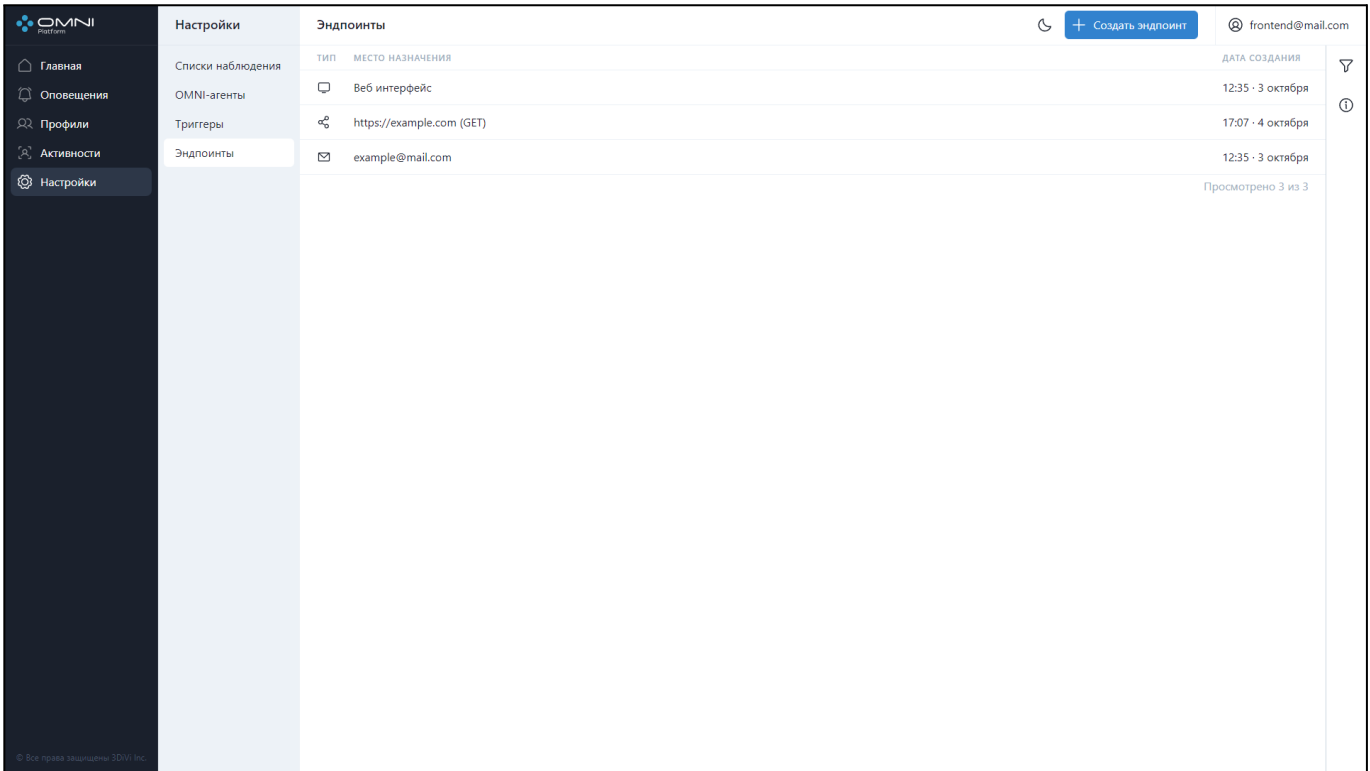 OMNI
Platform
Главная
Оповещения
Профили
Активности
Настройки
© Все права защищены 3DiVi Inc.
Настройки
Списки наблюдения
OMNI-агенты
Триггеры
Эндпоинты
Эндпоинты
Создать эндпоинт
frontend@mail.com
ТИП МЕСТО НАЗНАЧЕНИЯ ДАТА СОЗДАНИЯ
Веб интерфейс 12:35 · 3 октября
https://example.com (GET) 17:07 · 4 октября
example@mail.com 12:35 · 3 октября
Просмотрено 3 из 3